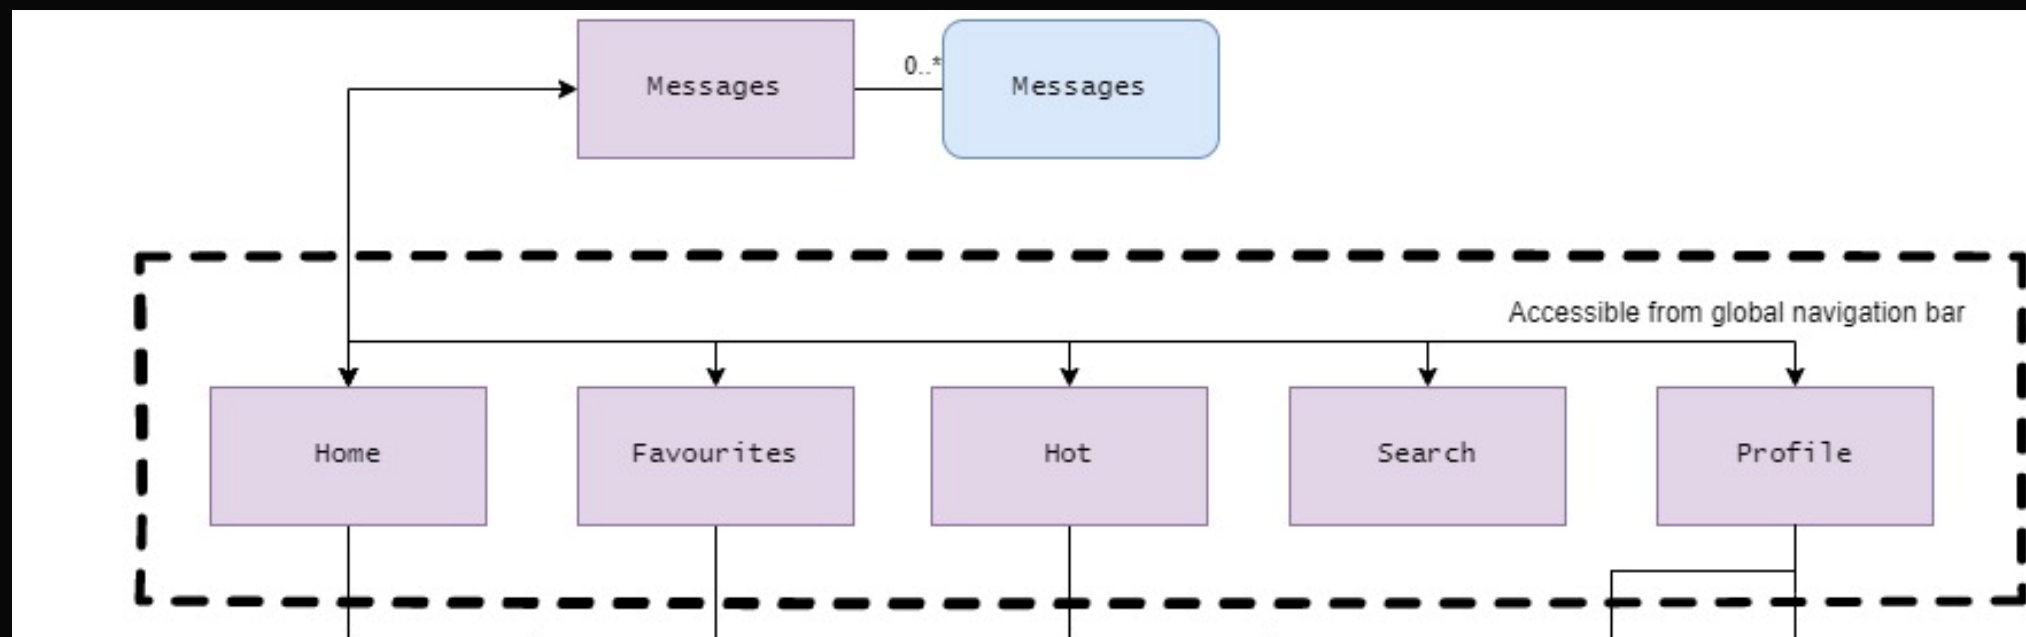 Messages
0..*
Messages
Accessible from global navigation bar
Home
Favourites
Hot
Search
Profile